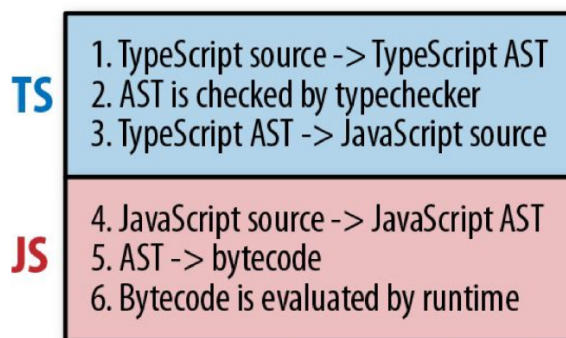 TS
1. TypeScript source -> TypeScript AST
2. AST is checked by typechecker
3. TypeScript AST -> JavaScript source
JS
4. JavaScript source -> JavaScript AST
5. AST -> bytecode
6. Bytecode is evaluated by runtime